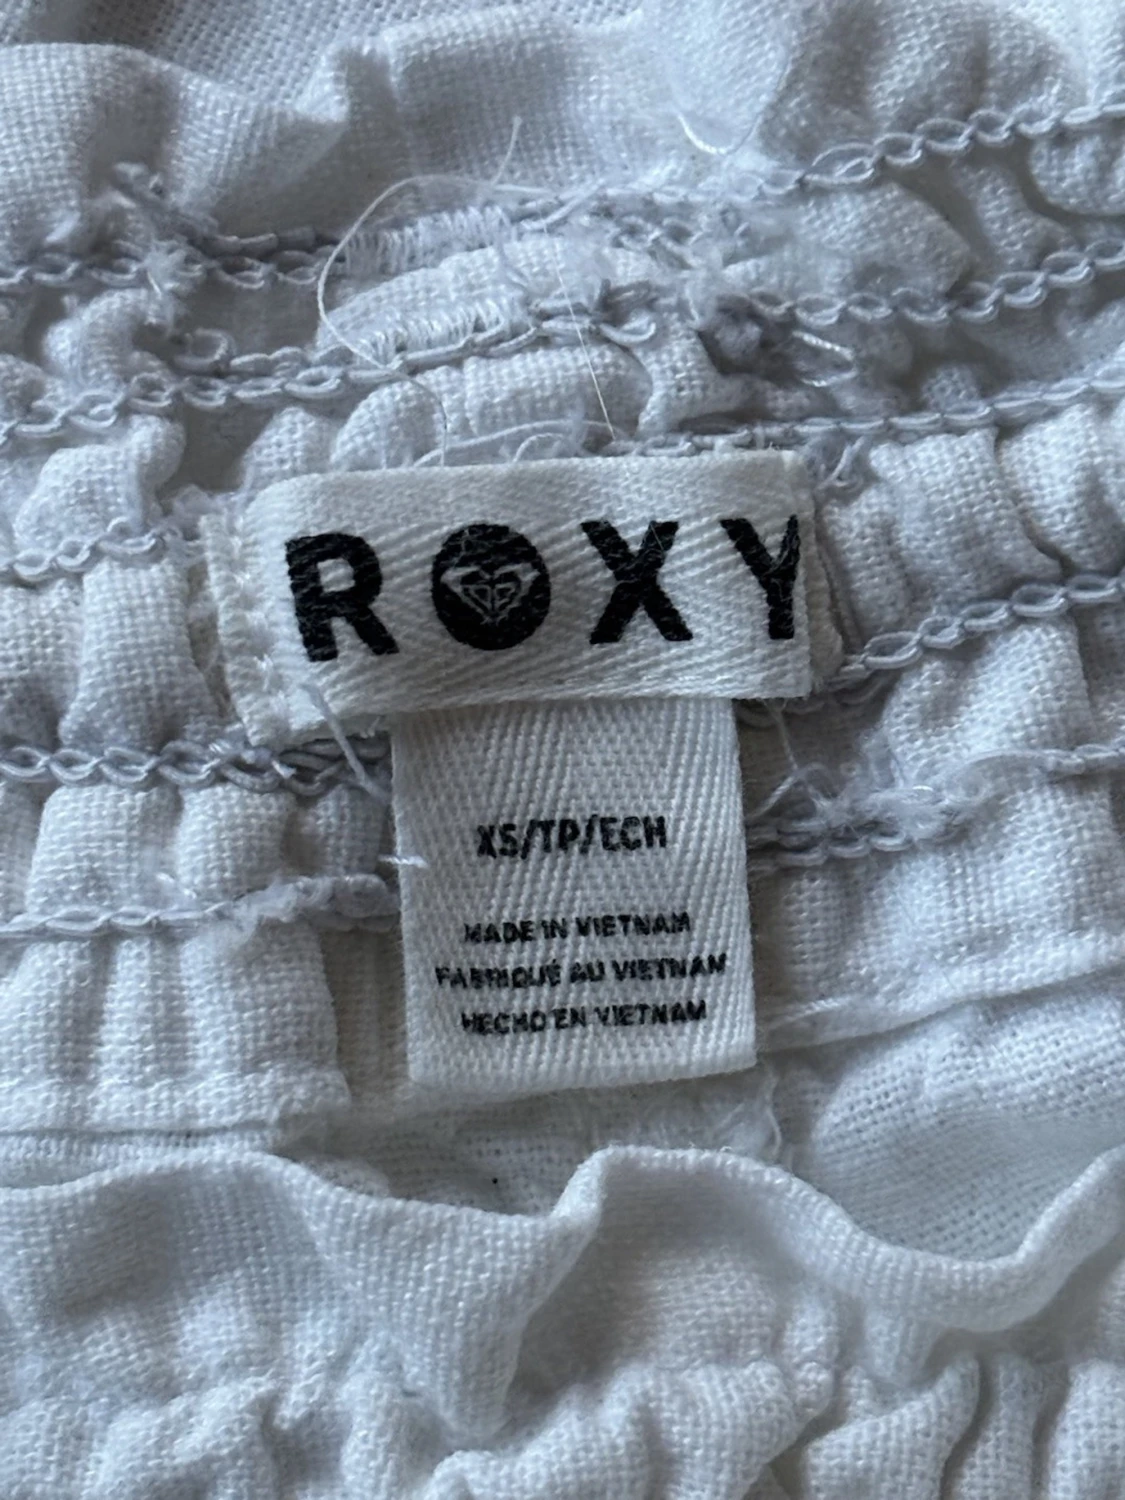 ROXY
XS/TP/ECH
MADE IN VIETNAM
FABRIQUÉ AU VIETNAM
HECHO EN VIETNAM